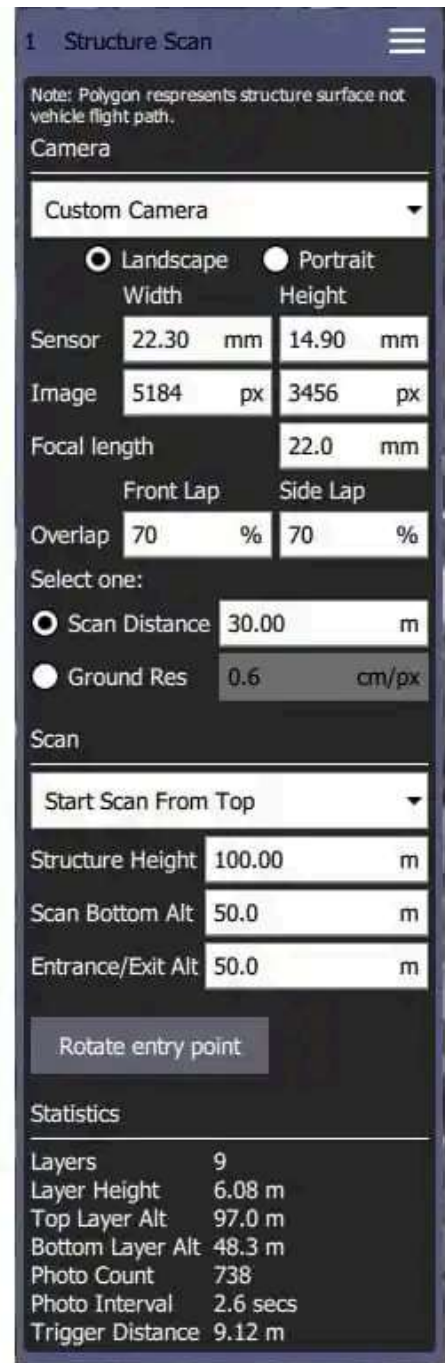 1 Structure Scan
Note: Polygon respresents structure surface not
vehicle flight path.
Camera
Custom Camera
Landscape Portrait
Width Height
Sensor 22.30 mm 14.90 mm
Image 5184 px 3456 px
Focal length 22.0 mm
Front Lap Side Lap
Overlap 70 % 70 %
Select one:
Scan Distance 30.00 m
Ground Res 0.6 cm/px
Scan
Start Scan From Top
Structure Height 100.00 m
Scan Bottom Alt 50.0 m
Entrance/Exit Alt 50.0 m
Rotate entry point
Statistics
Layers 9
Layer Height 6.08 m
Top Layer Alt 97.0 m
Bottom Layer Alt 48.3 m
Photo Count 738
Photo Interval 2.6 secs
Trigger Distance 9.12 m